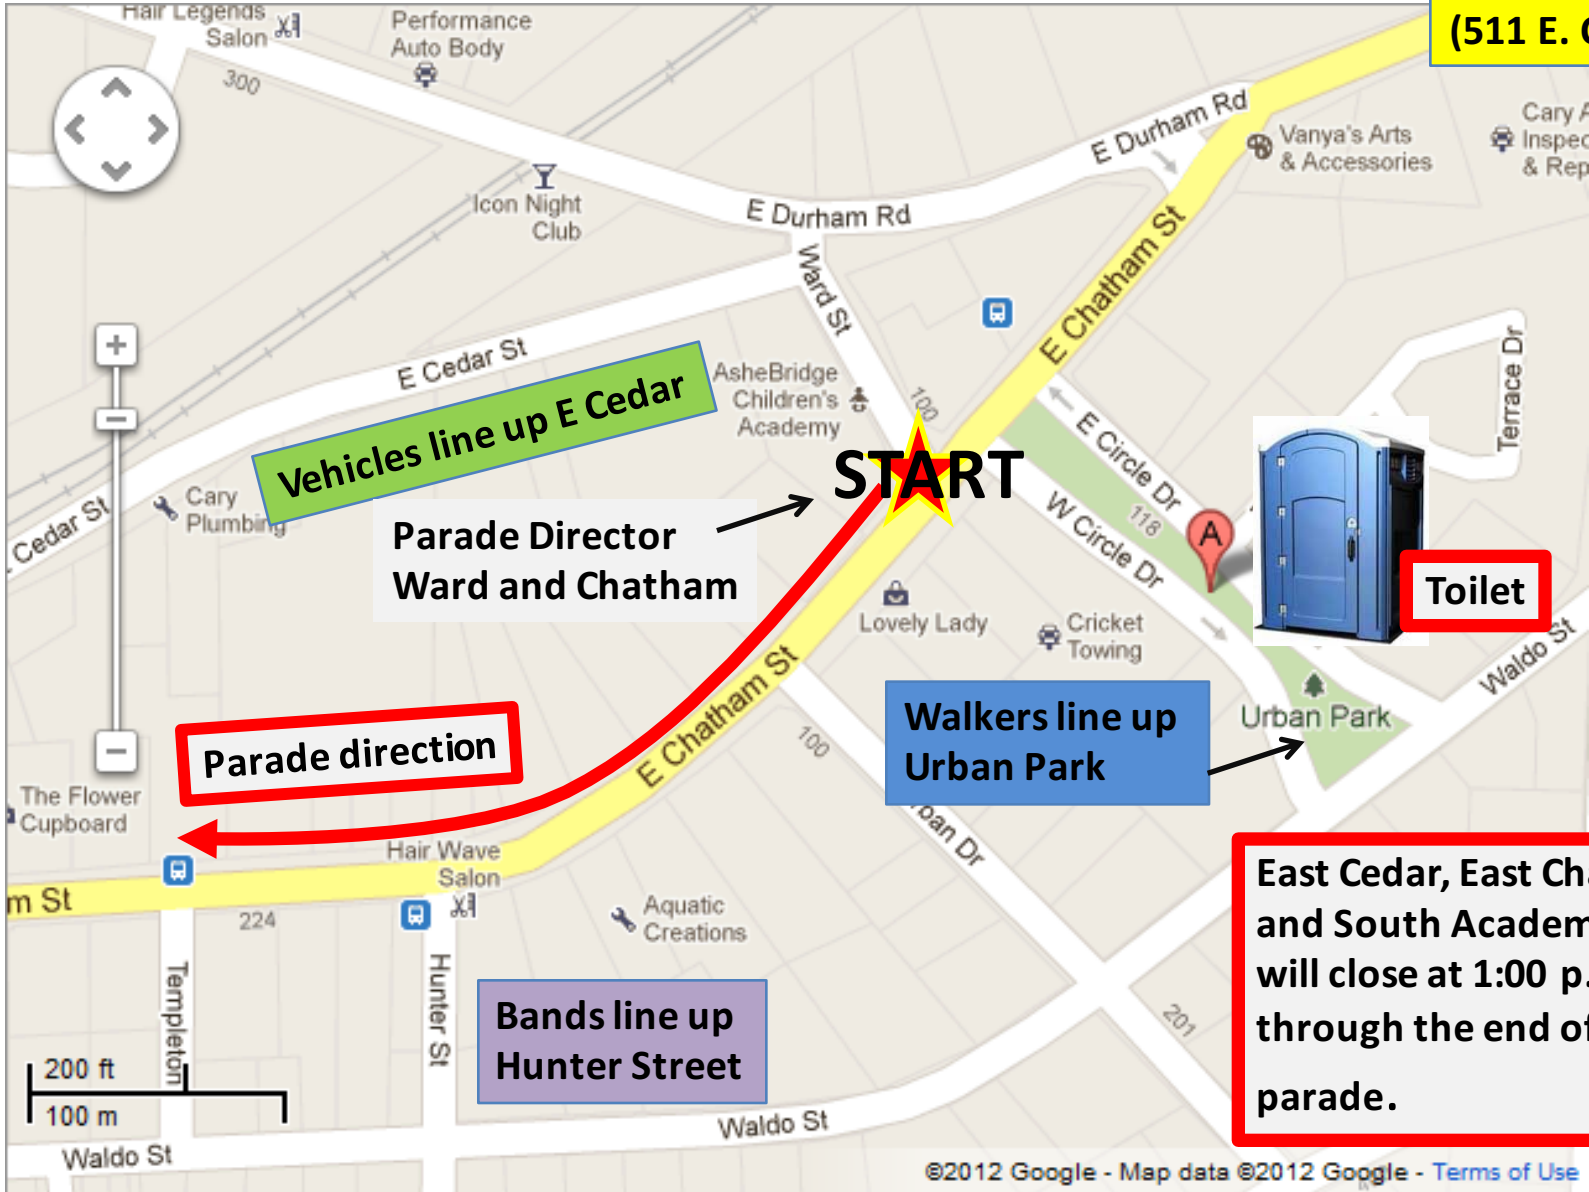 Hair Legends
Salon
Performance
Auto Body
(511 E.
300
E Durham Rd
Vanya's Arts
& Accessories
Cary
& Rep
Icon Night
Club
E Durham Rd
Ward St
E Chatham St
Terrace Dr
E Cedar St
Vehicles line up E Cedar
AsheBridge
Children's
Academy
100
START
E Circle Dr
118
A
W Circle Dr
Cary
Plumbing
Cedar St
Parade Director
Ward and Chatham
Toilet
Lovely Lady
Cricket
Towing
Waldo St
Walkers line up
Urban Park
Urban Park
E Chatham St
100
Parade direction
The Flower
Cupboard
Hair Wave
Salon
m St
224
Aquatic
Creations
rban Dr
East Cedar, East Cha
and South Academ
will close at 1:00 p.
through the end of
parade.
Templeton
Hunter St
Bands line up
Hunter Street
201
200 ft
100 m
Waldo St
Waldo St
©2012 Google - Map data ©2012 Google - Terms of Use